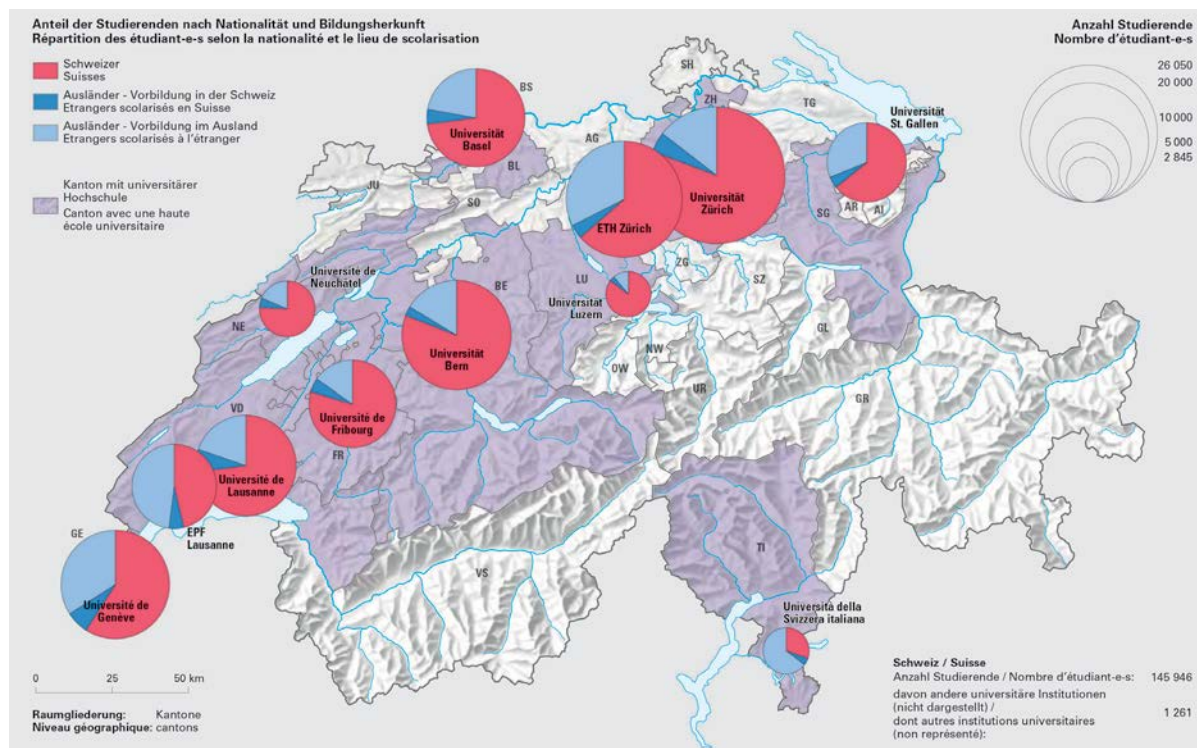 Anteil der Studierenden nach Nationalität und Bildungsherkunft
Répartition des étudiant-e-s selon la nationalité et le lieu de scolarisation
Schweizer
Suisses
Ausländer - Vorbildung in der Schweiz
Etrangers scolarisés en Suisse
Ausländer - Vorbildung im Ausland
Etrangers scolarisés à l'étranger
Kanton mit universitärer
Hochschule
Canton avec une haute
école universitaire
Anzahl Studierende
Nombre d'étudiant-e-s
26 050
20 000
10 000
5 000
2 845
SH
BS
ZH
TG
Universität
St. Gallen
Universität
Basel
AG
BL
JU
SO
Universität
Zürich
ETH Zürich
SG
AR
AI
Université de
Neuchâtel
BE
LU
ZG
SZ
Universität
Luzern
NE
Universität
Bern
GL
NW
OW
UR
GR
VD
Université de
Fribourg
FR
Université de
Lausanne
EPF
Lausanne
GE
TI
VS
Université de
Genève
Università della
Svizzera italiana
0
25
50 km
Raumgliederung: Kantone
Niveau géographique: cantons
Schweiz / Suisse
Anzahl Studierende / Nombre d'étudiant-e-s: 145 946
davon andere universitäre Institutionen
(nicht dargestellt) /
1 261
dont autres institutions universitaires
(non représenté):